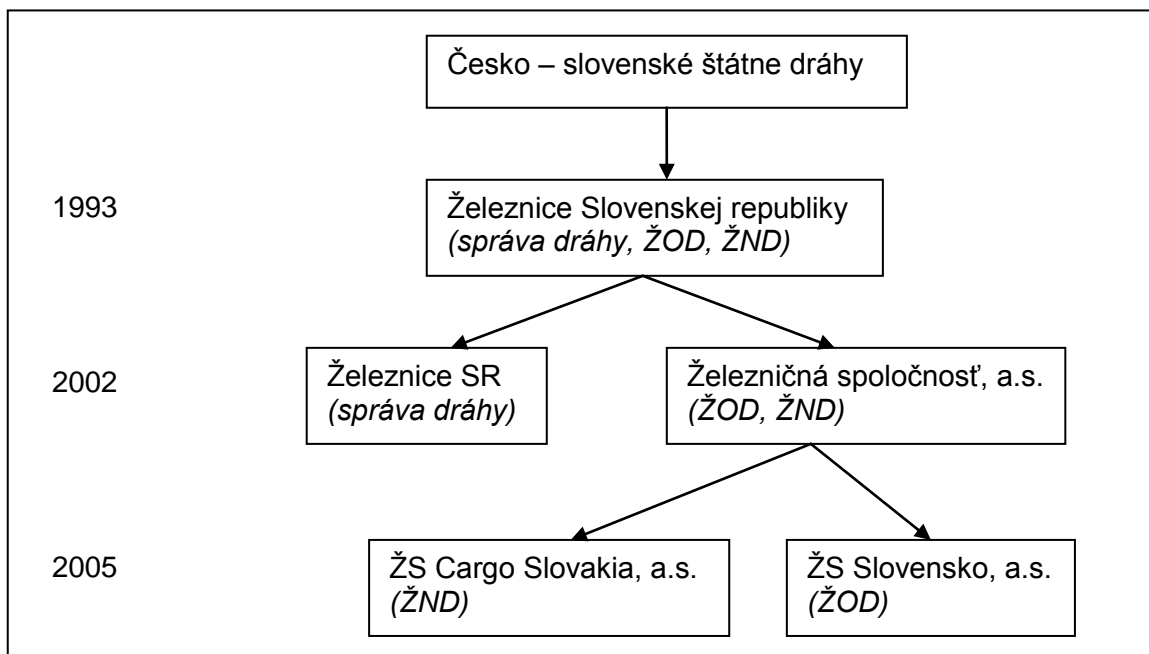 Česko – slovenské štátne dráhy
1993
Železnice Slovenskej republiky
(správa dráhy, ŽOD, ŽND)
2002
Železnice SR
(správa dráhy)
Železničná spoločnosť, a.s.
(ŽOD, ŽND)
2005
ŽS Cargo Slovakia, a.s.
(ŽND)
ŽS Slovensko, a.s.
(ŽOD)